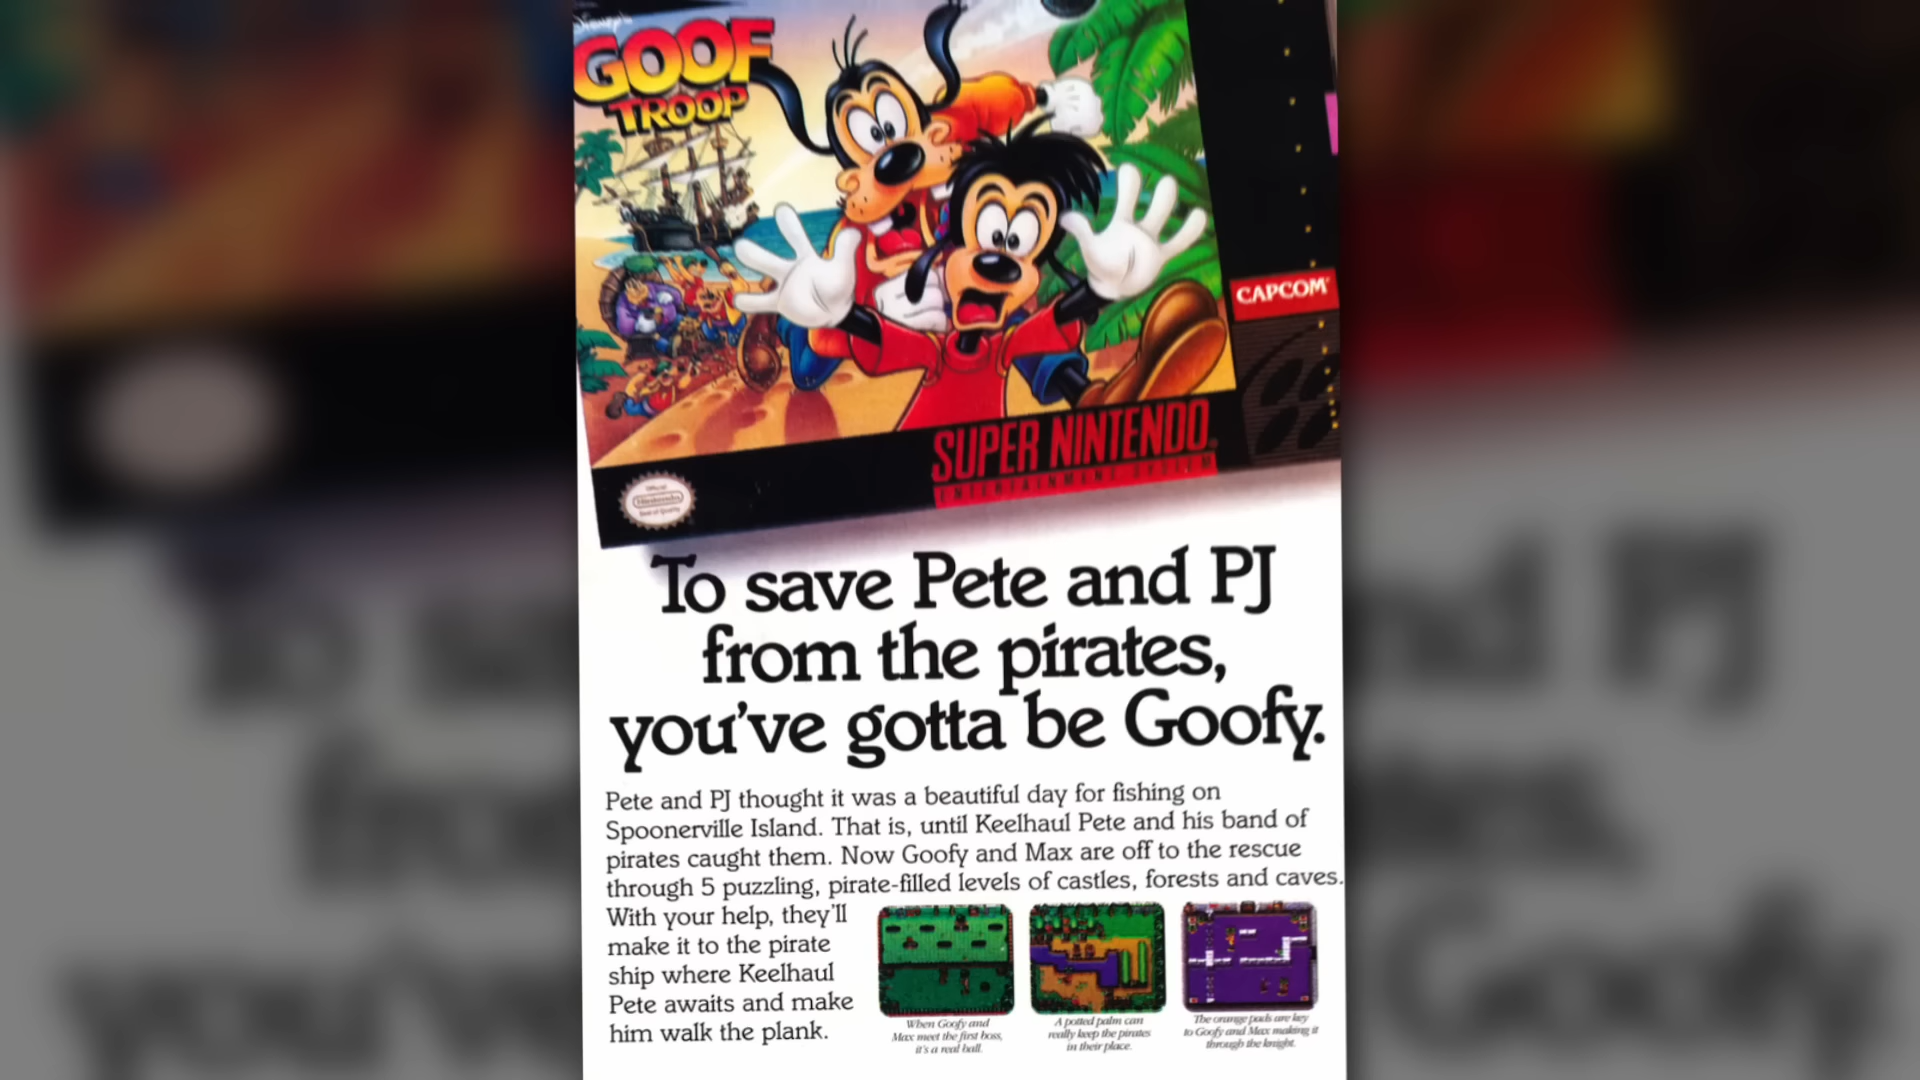 Disney's
GOOF
TROOP
CAPCOM
SUPER NINTENDO
ENTERTAINMENT SYSTEM
Official
Nintendo
Seal of Quality
To save Pete and PJ
from the pirates,
you've gotta be Goofy.
Pete and PJ thought it was a beautiful day for fishing on
Spoonerville Island. That is, until Keelhaul Pete and his band of
pirates caught them. Now Goofy and Max are off to the rescue
through 5 puzzling, pirate-filled levels of castles, forests and caves.
With your help, they'll
make it to the pirate
ship where Keelhaul
Pete awaits and make
him walk the plank.
When Goofy and
Max meet the first boss,
it's a real ball.
A potted palm can
really keep the pirates
in their place.
The orange pads are key
to Goofy and Max making it
through the knight.